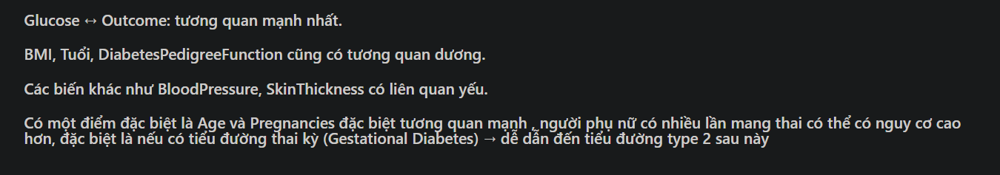 Glucose ↔ Outcome: tương quan mạnh nhất.
BMI, Tuổi, DiabetesPedigreeFunction cũng có tương quan dương.
Các biến khác như BloodPressure, SkinThickness có liên quan yếu.
Có một điểm đặc biệt là Age và Pregnancies đặc biệt tương quan mạnh , người phụ nữ có nhiều lần mang thai có thể có nguy cơ cao
hơn, đặc biệt là nếu có tiểu đường thai kỳ (Gestational Diabetes) → dễ dẫn đến tiểu đường type 2 sau này